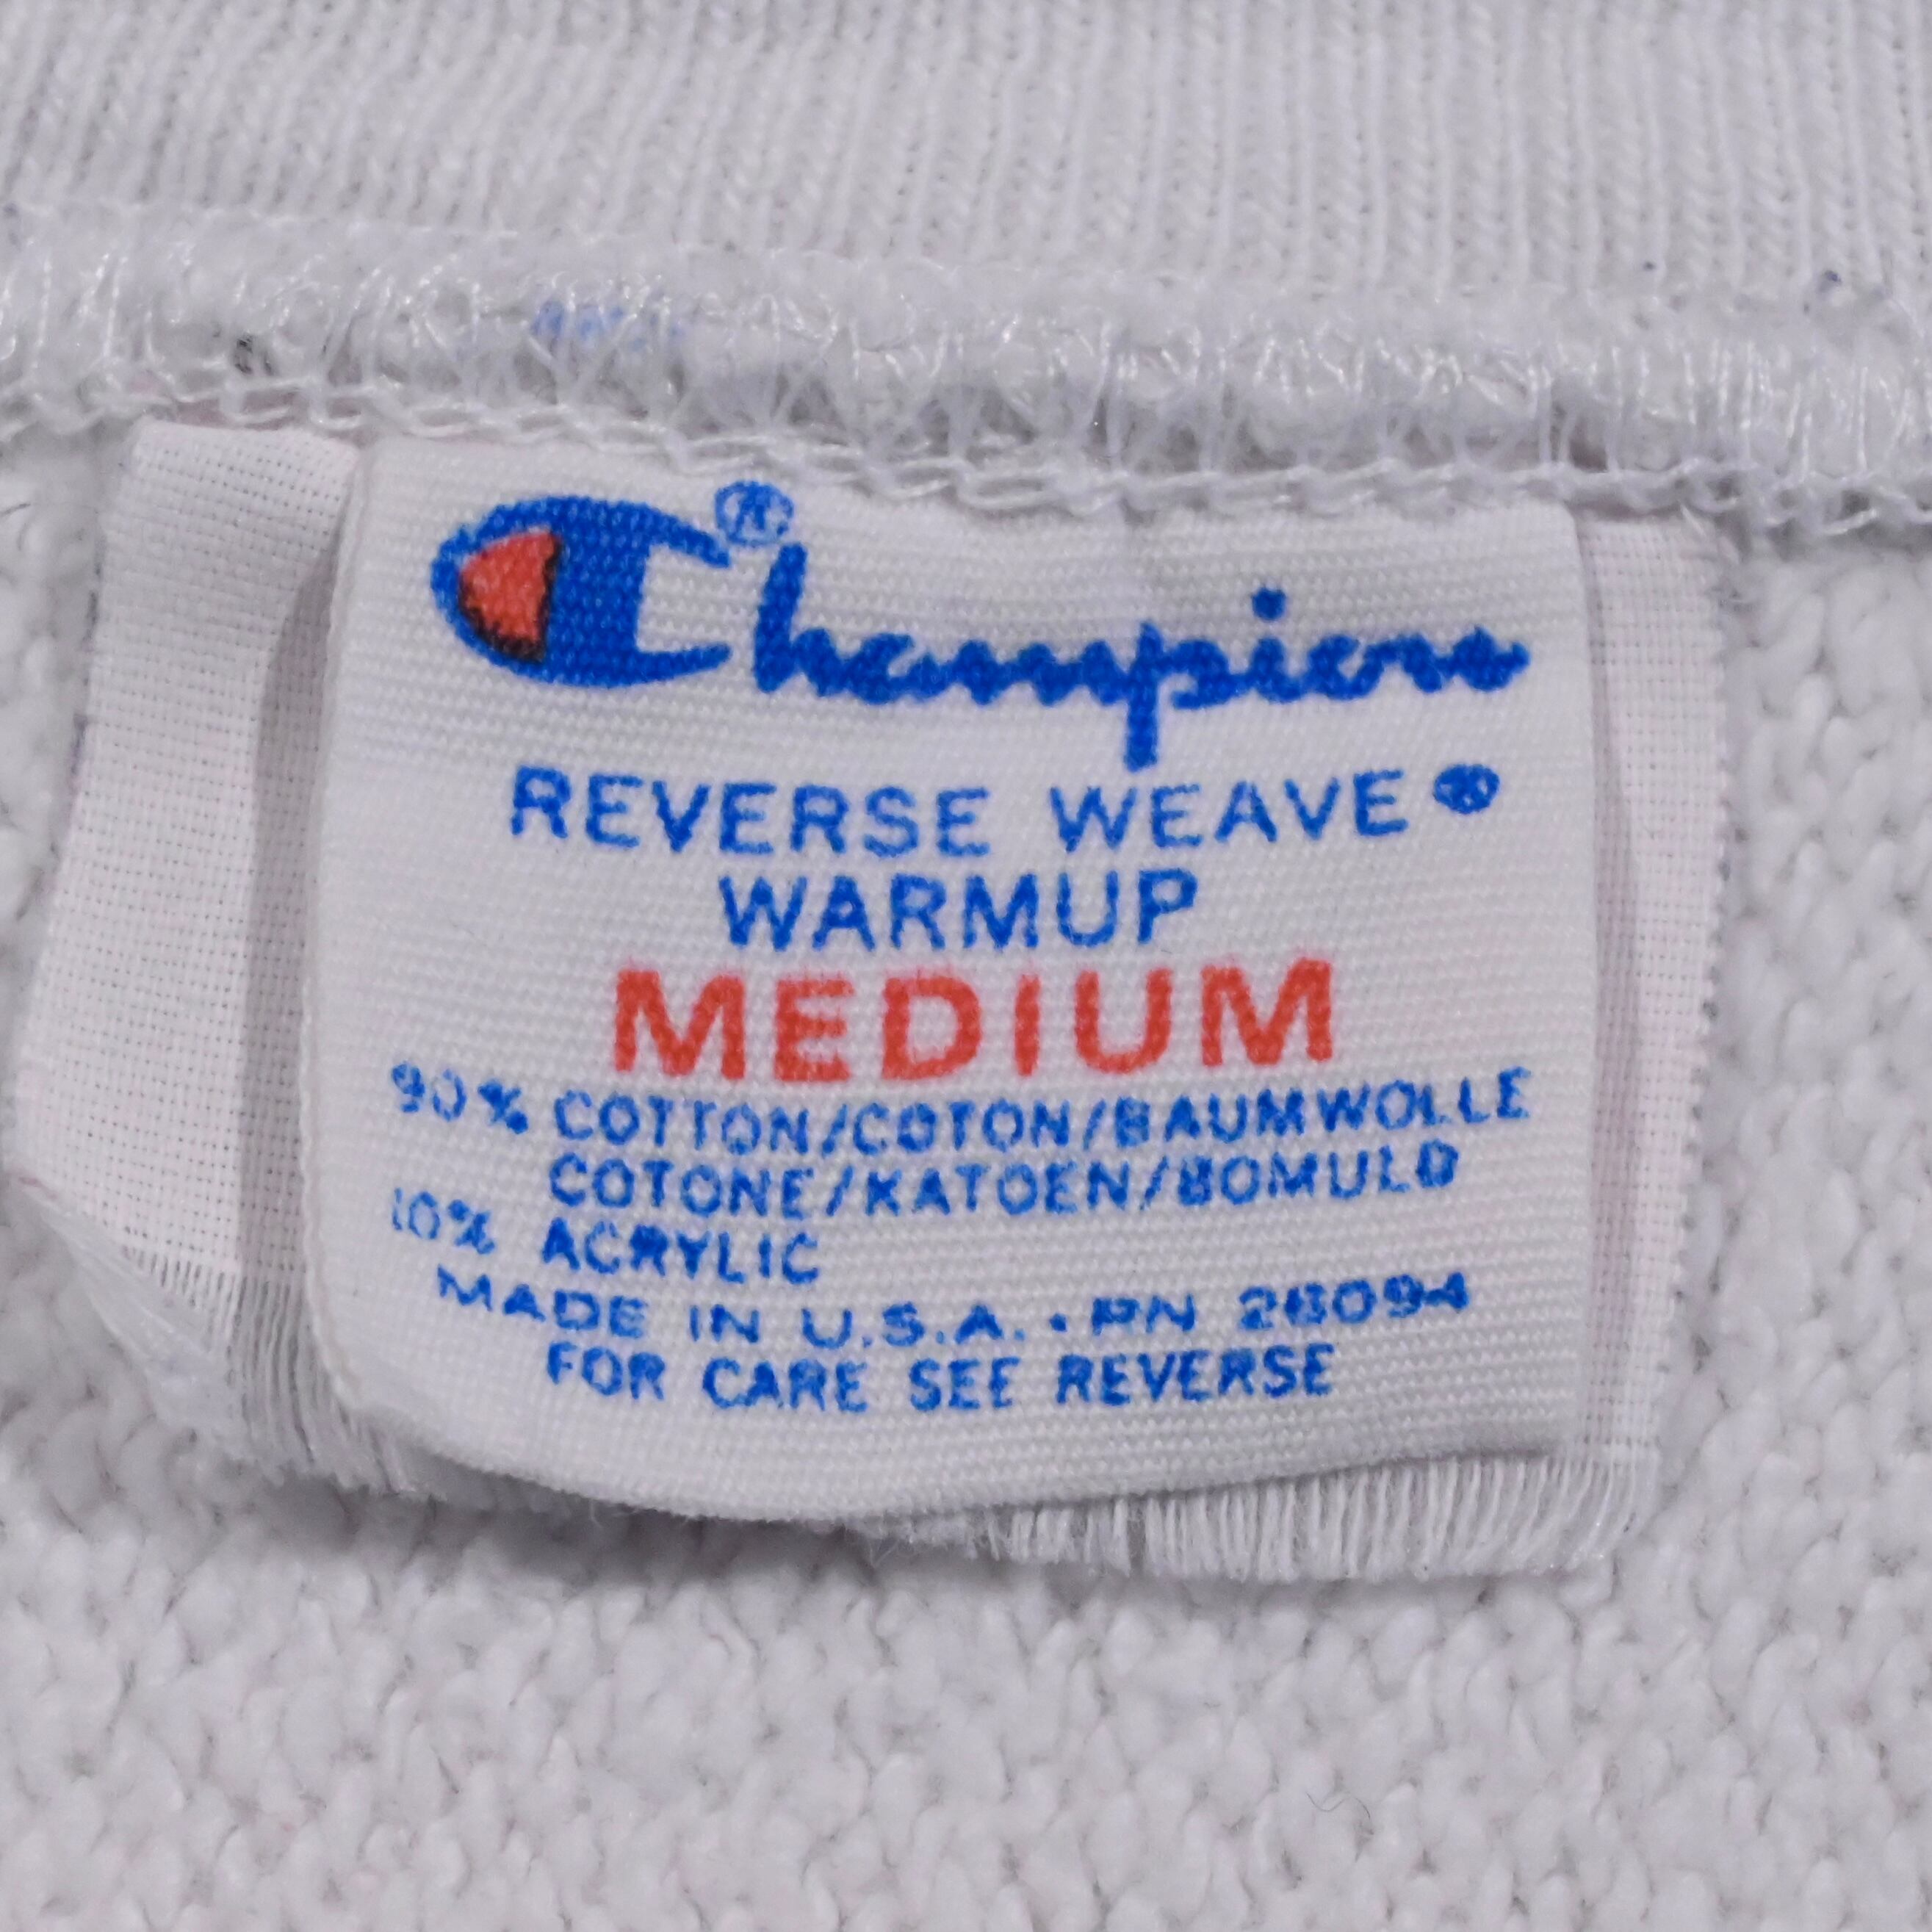 Champion®
REVERSE WEAVE®
WARMUP
MEDIUM
90% COTTON/COTON/BAUMWOLLE
COTONE/KATOEN/BOMULD
10% ACRYLIC
MADE IN U.S.A. · RN 26094
FOR CARE SEE REVERSE